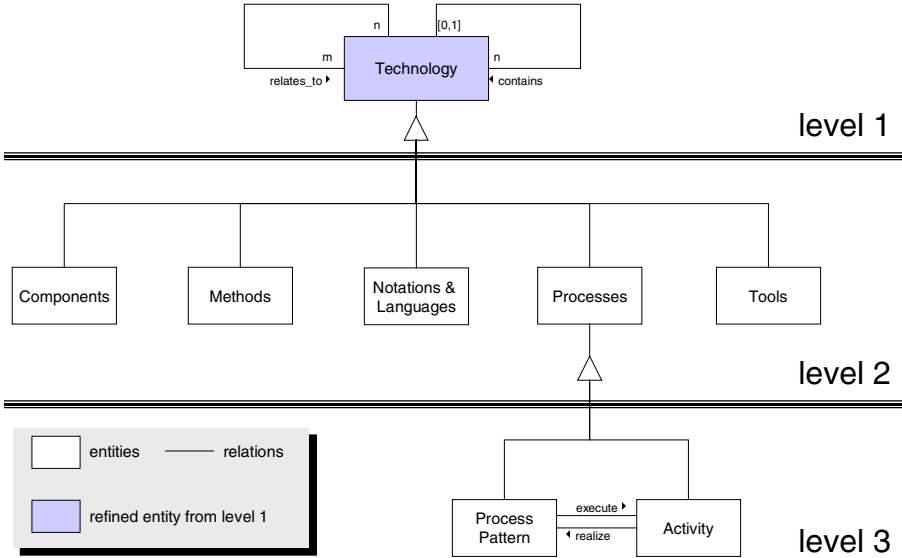 n
[0,1]
m
Technology
n
relates_to
contains
level 1
Components
Methods
Notations &
Languages
Processes
Tools
level 2
entities
relations
refined entity from level 1
Process
Pattern
execute
realize
Activity
level 3